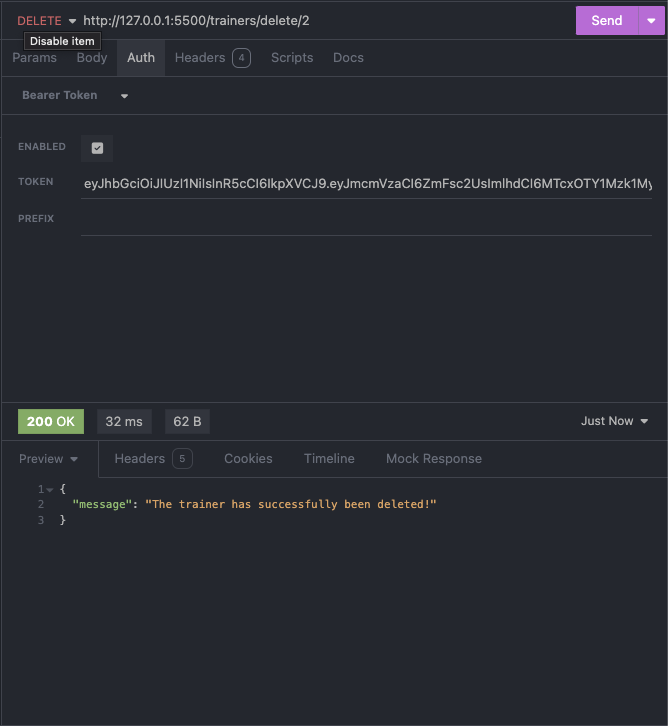 DELETE http://127.0.0.1:5500/trainers/delete/2 Send
Disable item
Params Body Auth Headers 4 Scripts Docs
Bearer Token
ENABLED
TOKEN eyJhbGciOiJIUzI1NiIsInR5cCI6IkpXVCJ9.eyJmcmVzaCI6ZmFsc2UsImlhdCI6MTcxOTY1Mzk1My
PREFIX
200 OK 32 ms 62 B Just Now
Preview Headers 5 Cookies Timeline Mock Response
1 {
2 "message": "The trainer has successfully been deleted!"
3 }